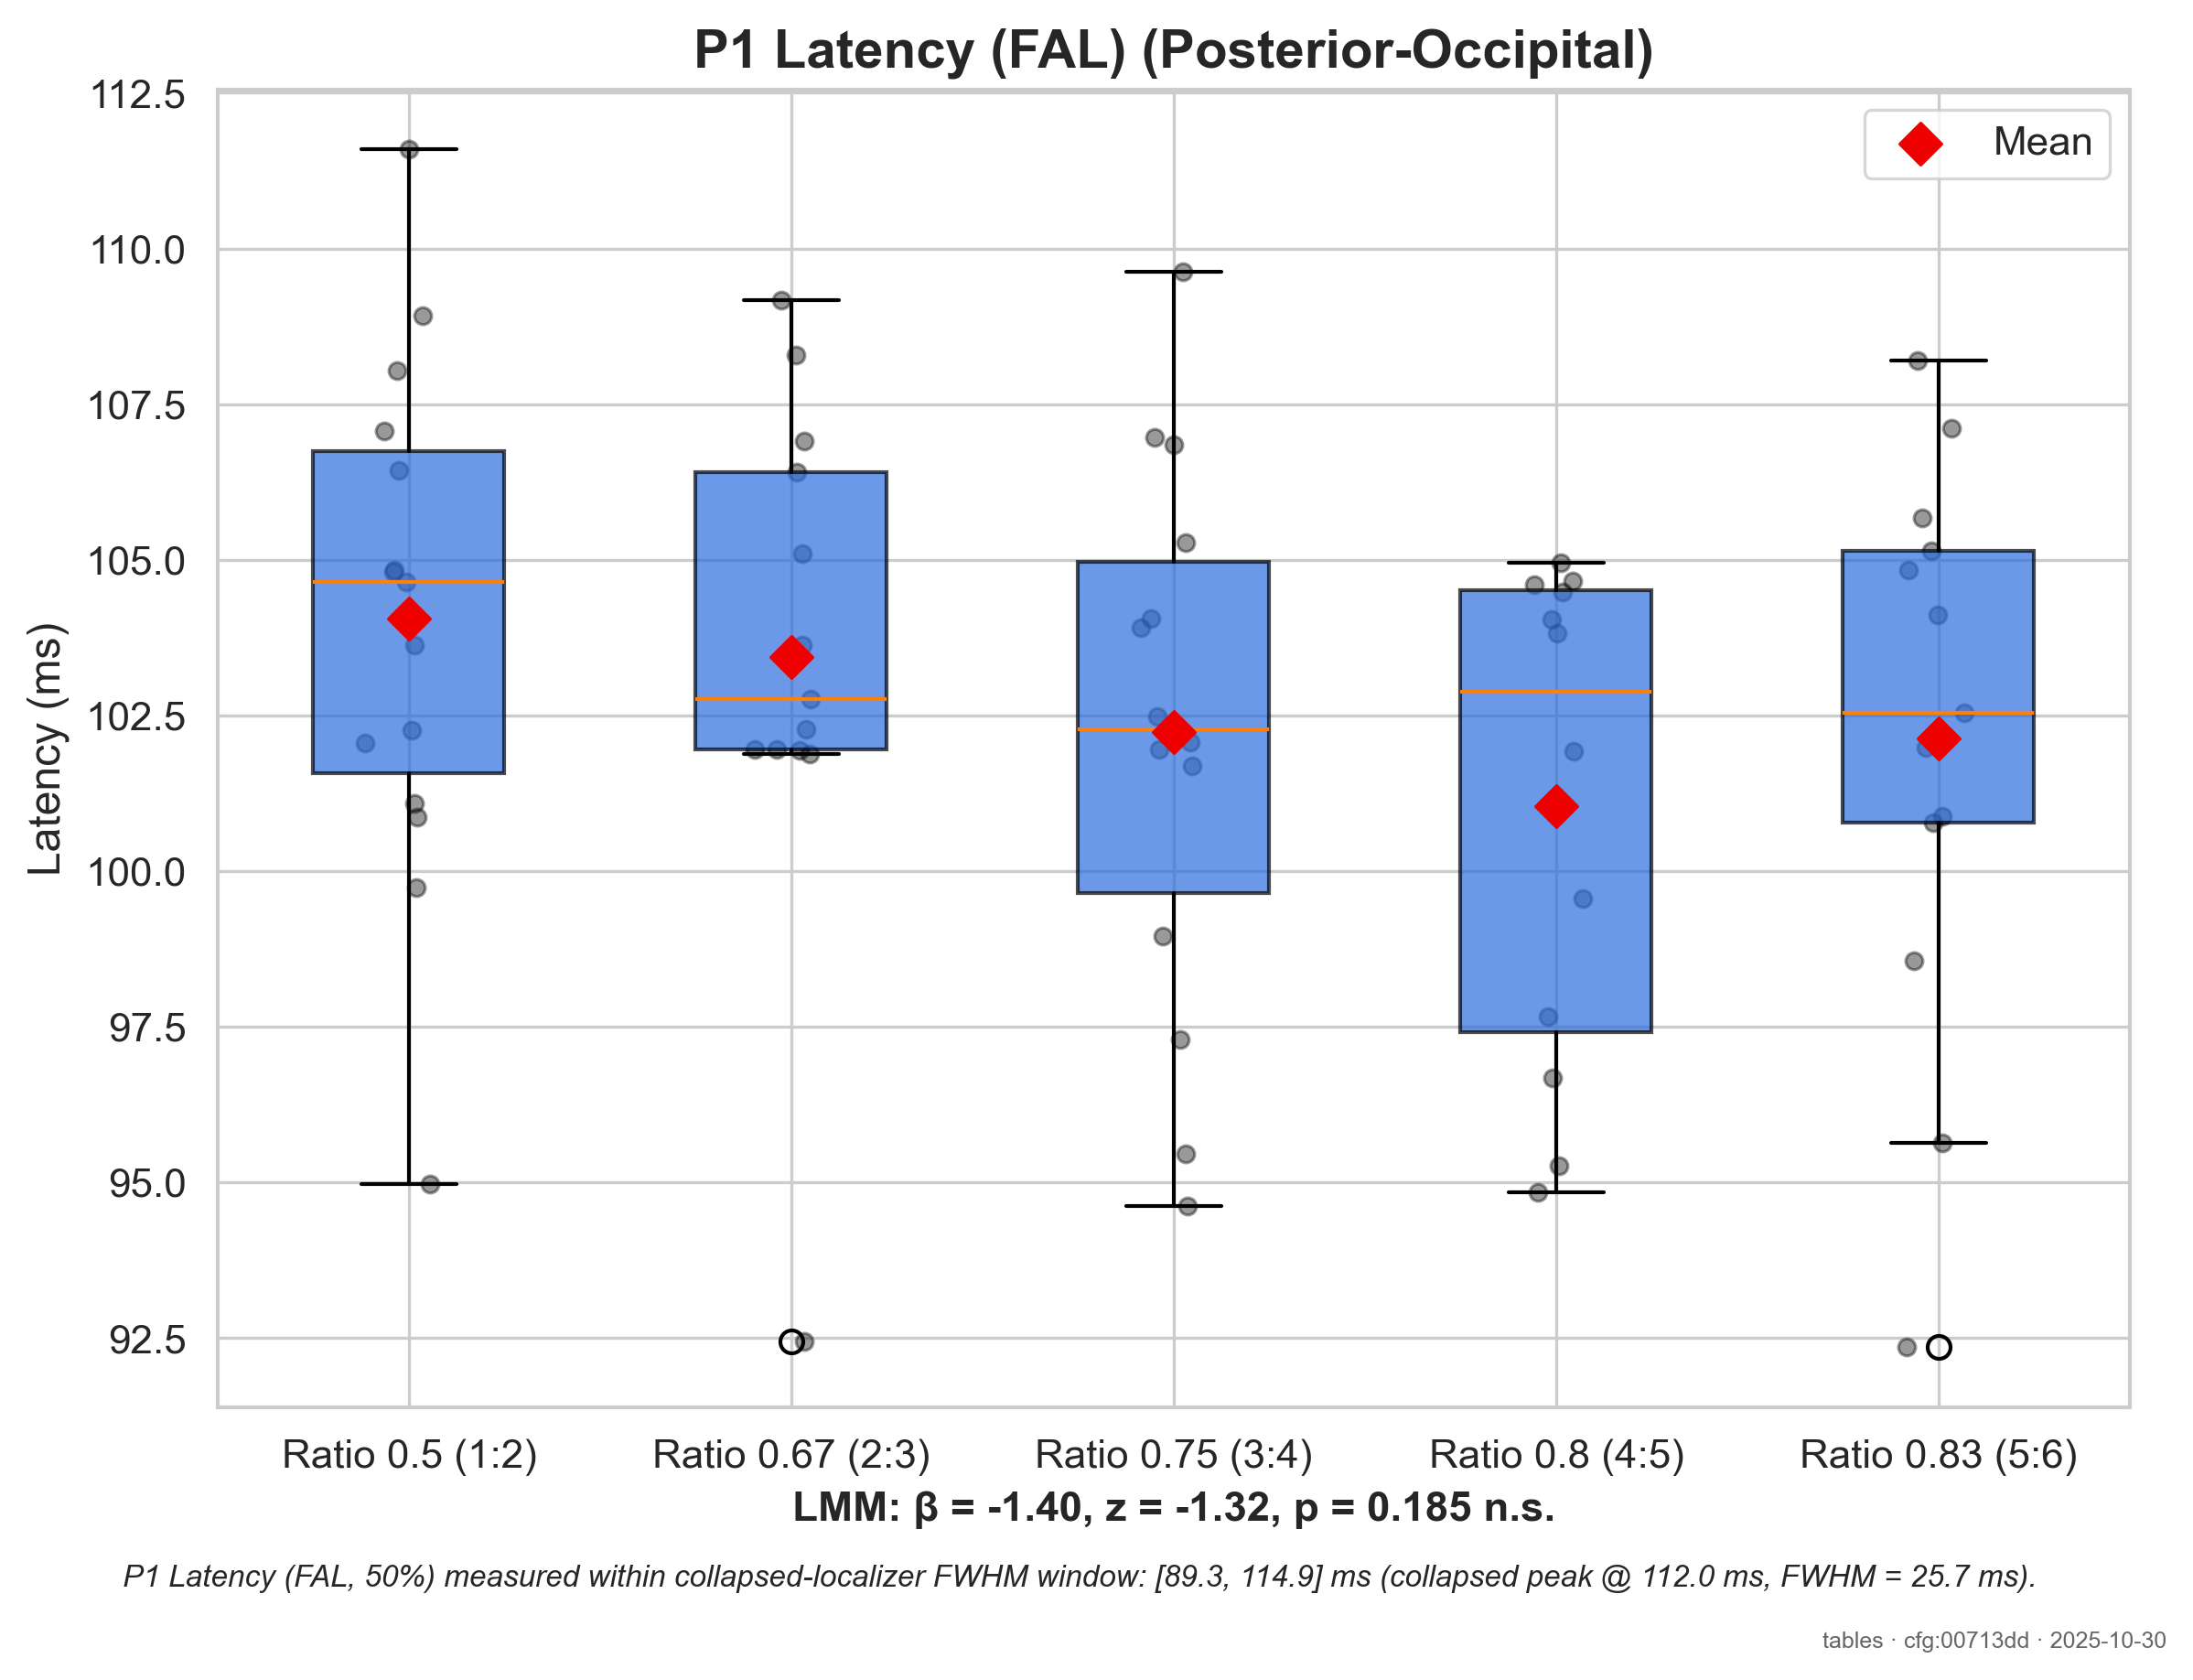 P1 Latency (FAL) (Posterior-Occipital)
Mean
Latency (ms)
112.5
110.0
107.5
105.0
102.5
100.0
97.5
95.0
92.5
Ratio 0.5 (1:2)
Ratio 0.67 (2:3)
Ratio 0.75 (3:4)
Ratio 0.8 (4:5)
Ratio 0.83 (5:6)
LMM: β = -1.40, z = -1.32, p = 0.185 n.s.
P1 Latency (FAL, 50%) measured within collapsed-localizer FWHM window: [89.3, 114.9] ms (collapsed peak @ 112.0 ms, FWHM = 25.7 ms).
tables · cfg:00713dd · 2025-10-30